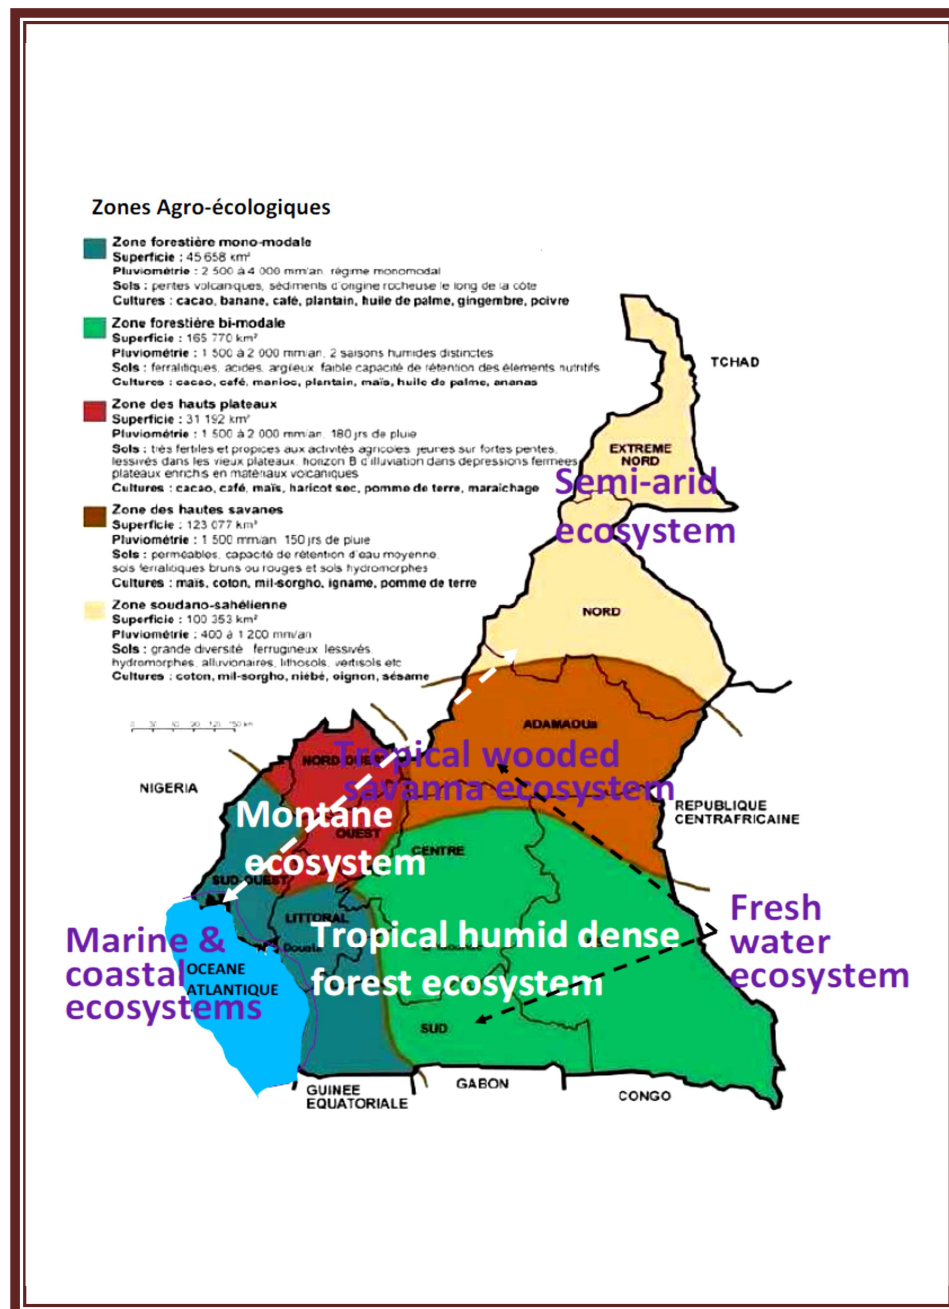 Zones Agro-écologiques
Zone forestière mono-modale
Superficie : 45 658 km²
Pluviométrie : 2 500 à 4 000 mm/an, régime monomodal
Sols : pentes volcaniques, sédiments d'origine rocheuse le long de la côte
Cultures : cacao, banane, café, plantain, huile de palme, gingembre, poivre
Zone forestière bi-modale
Superficie : 165 770 km²
Pluviométrie : 1 500 à 2 000 mm/an, 2 saisons humides distinctes
Sols : ferralitiques, acides, argileux, faible capacité de rétention des éléments nutritifs
Cultures : cacao, café, manioc, plantain, maïs, huile de palme, ananas
Zone des hauts plateaux
Superficie : 31 192 km²
Pluviométrie : 1 500 à 2 000 mm/an, 180 jrs de pluie
Sols : très fertiles et propices aux activités agricoles, jeunes sur fortes pentes,
lessivés dans les vieux plateaux, horizon B d'illuviation dans depressions fermées
plateaux enrichis en matériaux volcaniques
Cultures : cacao, café, maïs, haricot sec, pomme de terre, maraichage
Zone des hautes savanes
Superficie : 123 077 km²
Pluviométrie : 1 500 mm/an, 150 jrs de pluie
Sols : perméables, capacité de rétention d'eau moyenne,
sols ferralitiques bruns ou rouges et sols hydromorphes
Cultures : maïs, coton, mil-sorgho, igname, pomme de terre
Zone soudano-sahélienne
Superficie : 100 353 km²
Pluviométrie : 400 à 1 200 mm/an
Sols : grande diversité ferrugineux lessivés,
hydromorphes, alluvionaires, lithosols, vertisols etc
Cultures : coton, mil-sorgho, niébé, oignon, sésame
0 30 60 90 120 150 km
TCHAD
EXTREME
NORD
Semi-arid
ecosystem
NORD
ADAMAOUa
NORD-OUEST
Tropical wooded
savanna ecosystem
NIGERIA
REPUBLIQUE
CENTRAFRICAINE
Montane
ecosystem
OUEST
CENTRE
SUD-OUEST
LITTORAL
Douala
Tropical humid dense
forest ecosystem
Fresh
water
ecosystem
Marine &
coastal
ecosystems
OCEANE
ATLANTIQUE
SUD
GUINEE
EQUATORIALE
GABON
CONGO